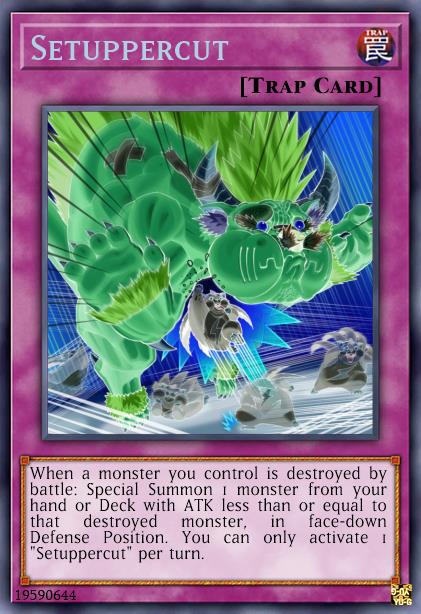 Setuppercut
TRAP
罠
[Trap Card]
When a monster you control is destroyed by
battle: Special Summon 1 monster from your
hand or Deck with ATK less than or equal to
that destroyed monster, in face-down
Defense Position. You can only activate 1
"Setuppercut" per turn.
19590644